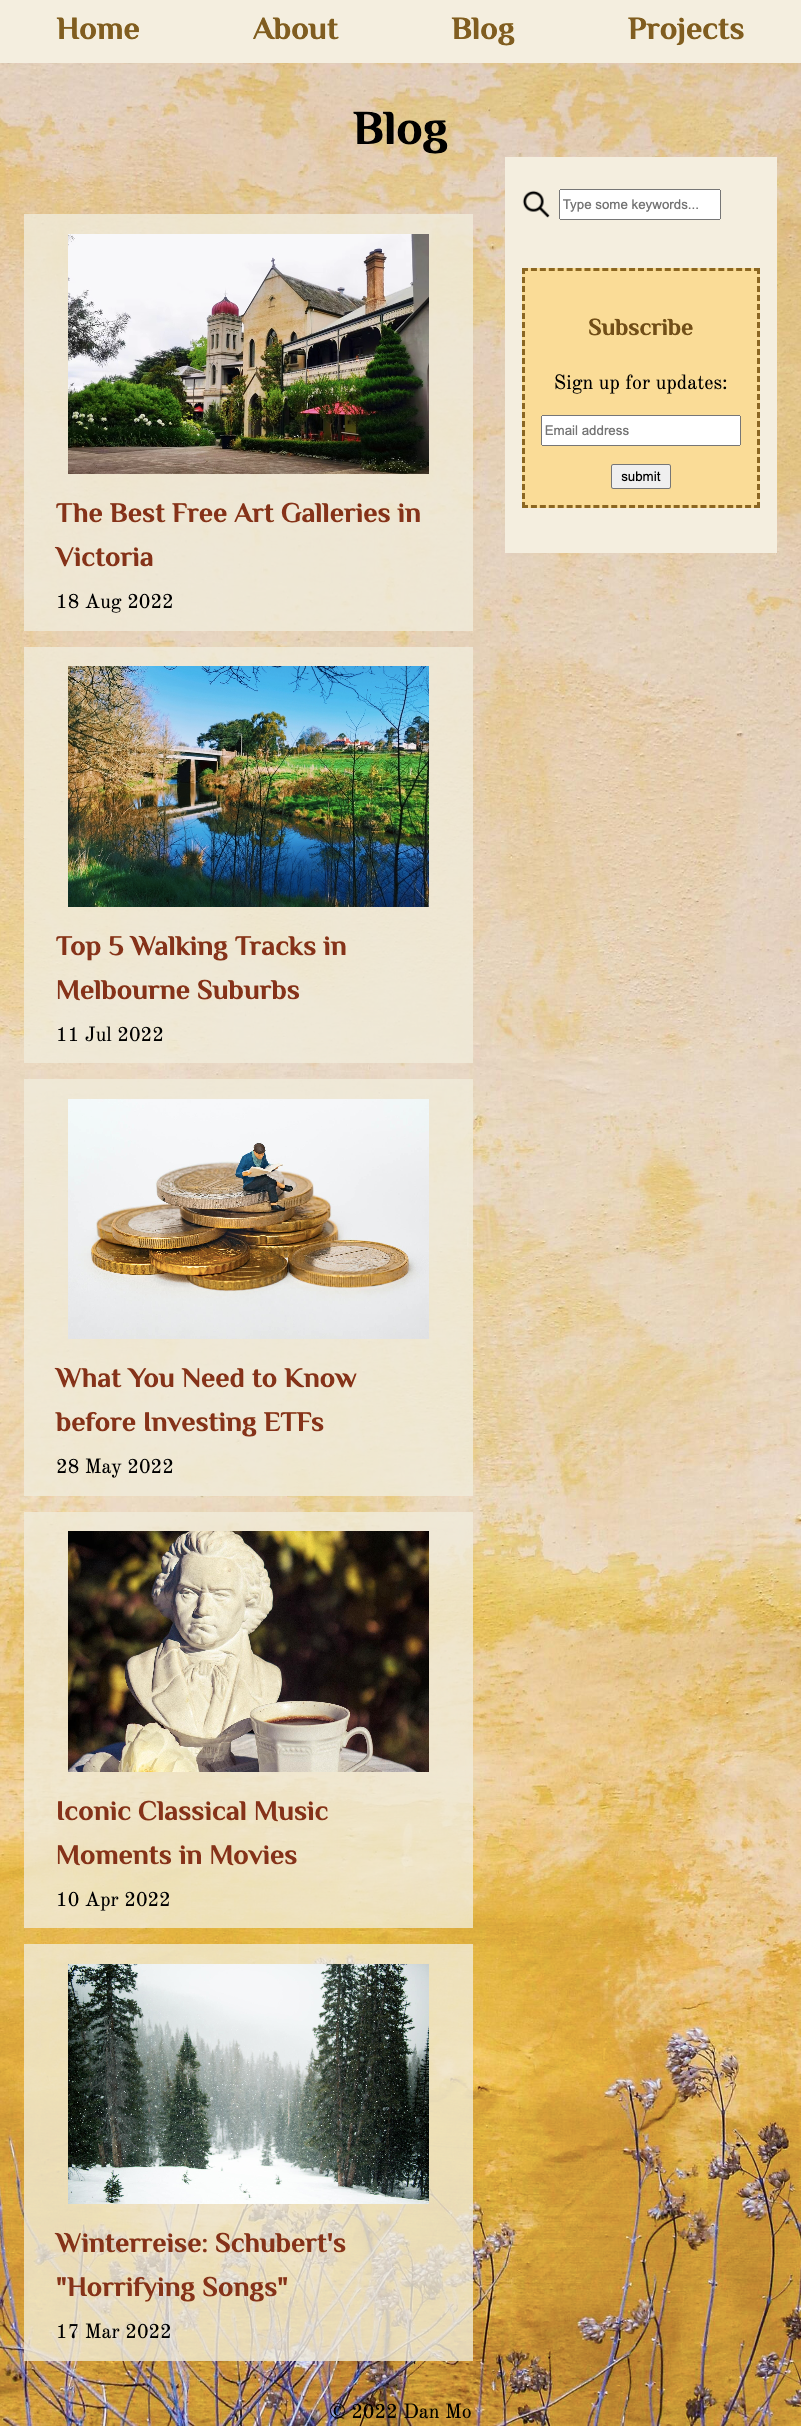 Home About Blog Projects
Blog
Type some keywords...
Subscribe
Sign up for updates:
Email address
submit
The Best Free Art Galleries in
Victoria
18 Aug 2022
Top 5 Walking Tracks in
Melbourne Suburbs
11 Jul 2022
What You Need to Know
before Investing ETFs
28 May 2022
Iconic Classical Music
Moments in Movies
10 Apr 2022
Winterreise: Schubert's
"Horrifying Songs"
17 Mar 2022
© 2022 Dan Mo